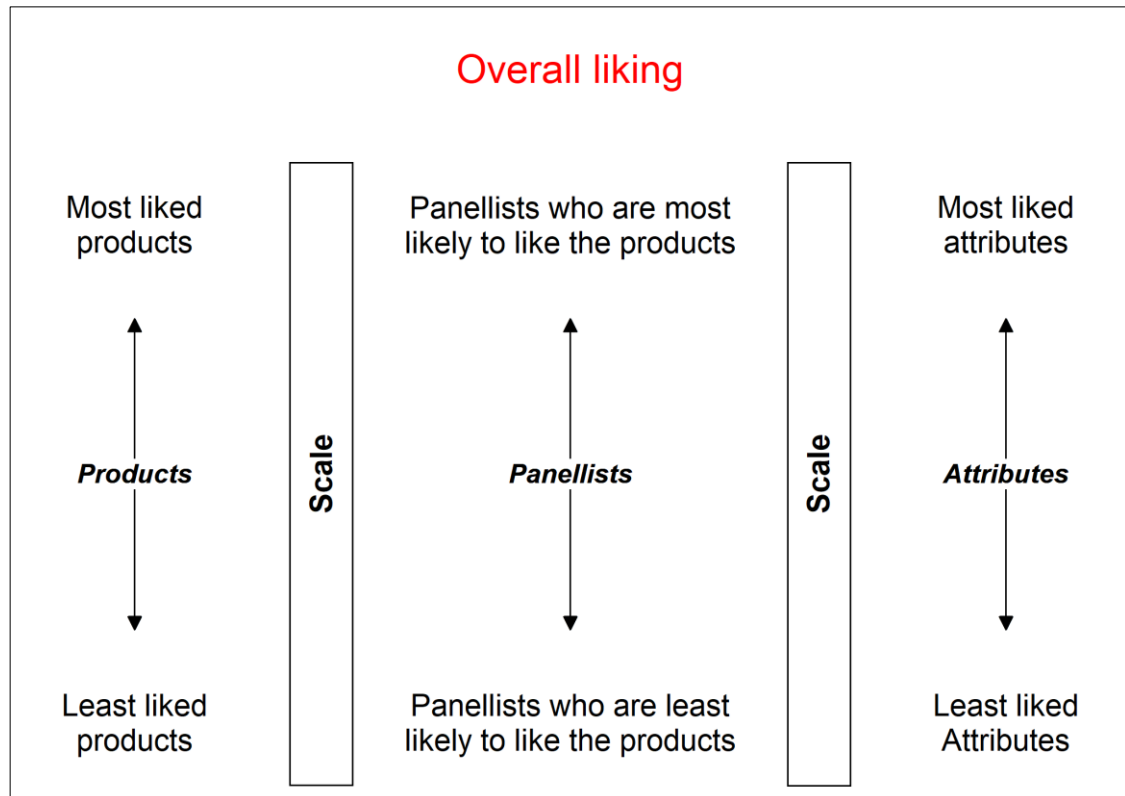 Overall liking
Most liked
products
Products
Least liked
products
Scale
Panellists who are most
likely to like the products
Panellists
Panellists who are least
likely to like the products
Scale
Most liked
attributes
Attributes
Least liked
Attributes